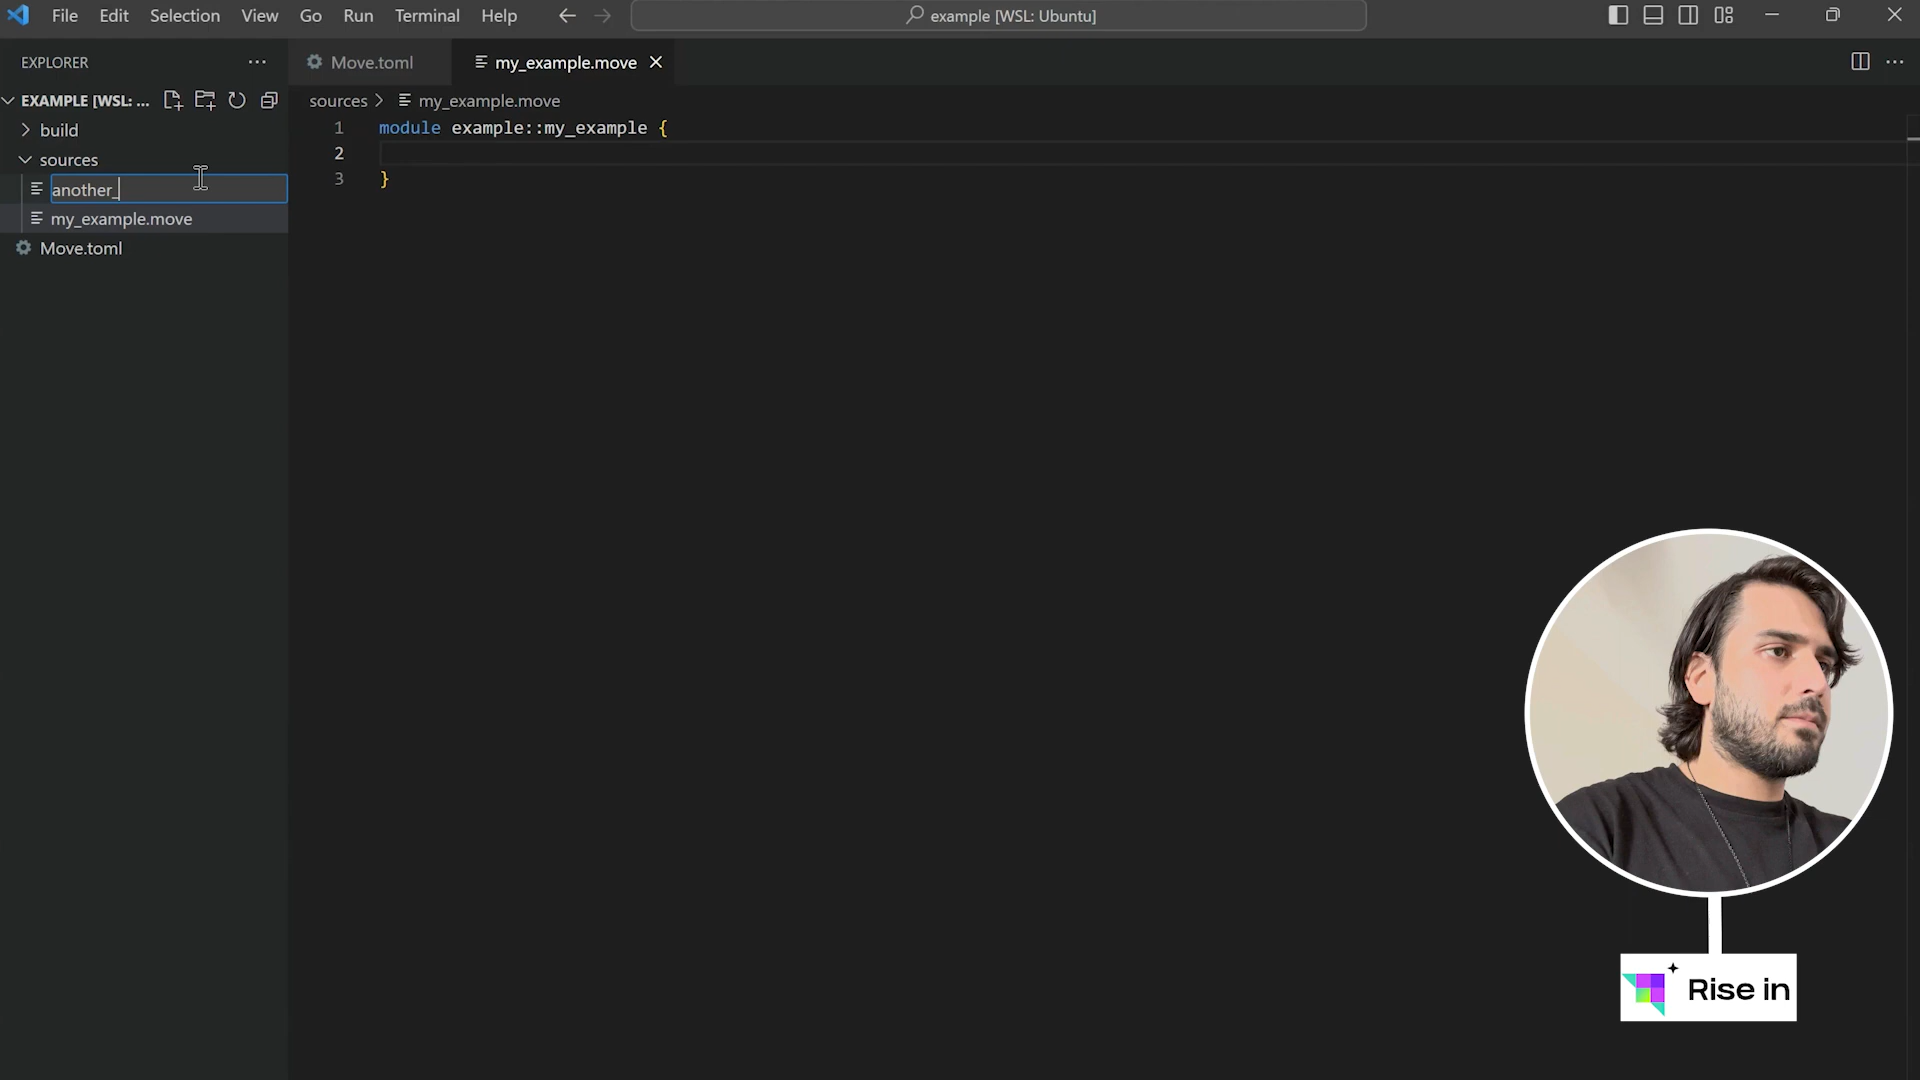 File Edit Selection View Go Run Terminal Help
example [WSL: Ubuntu]
EXPLORER
EXAMPLE [WSL: ...
build
sources
another_
my_example.move
Move.toml
Move.toml
my_example.move
sources > my_example.move
1 module example::my_example {
2
3 }
Rise in